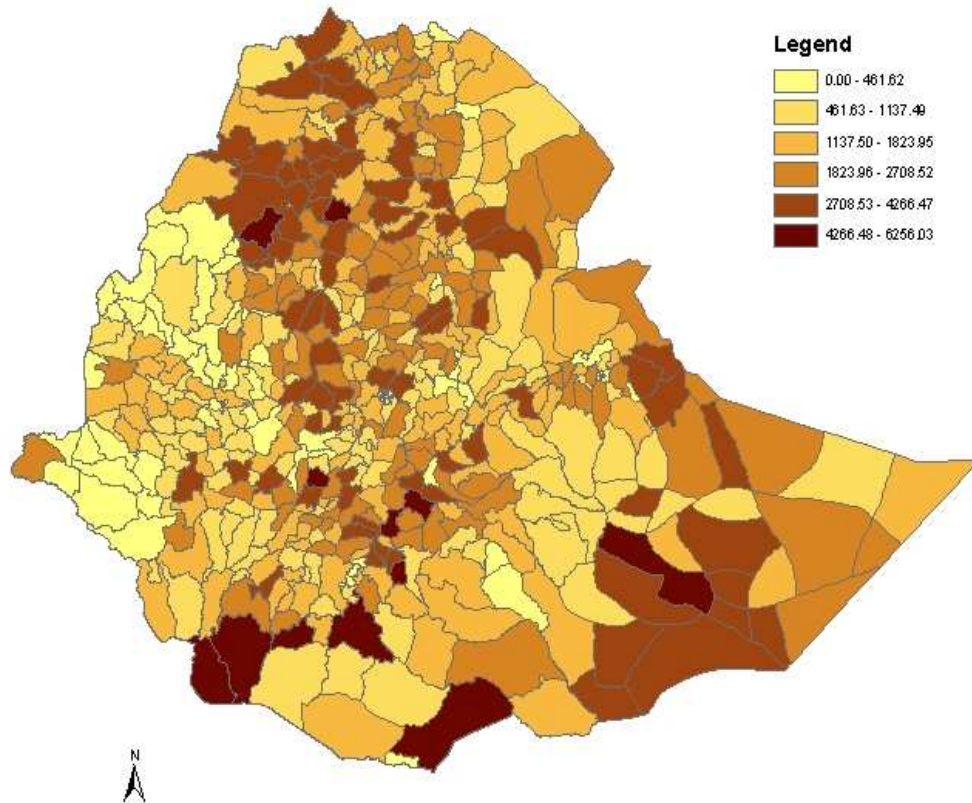 Legend
0.00 - 461.62
461.63 - 1137.49
1137.50 - 1823.95
1823.96 - 2708.52
2708.53 - 4266.47
4266.48 - 6256.03
N